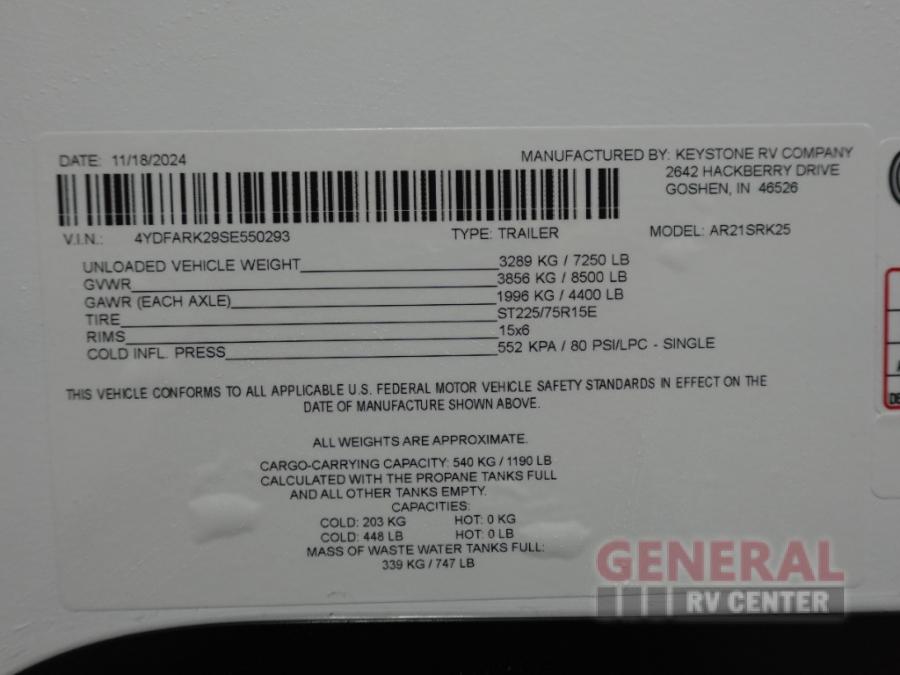 DATE: 11/18/2024
MANUFACTURED BY: KEYSTONE RV COMPANY
2642 HACKBERRY DRIVE
GOSHEN, IN 46526
V.I.N.: 4YDFARK29SE550293 TYPE: TRAILER MODEL: AR21SRK25
UNLOADED VEHICLE WEIGHT 3289 KG / 7250 LB
GVWR 3856 KG / 8500 LB
GAWR (EACH AXLE) 1996 KG / 4400 LB
TIRE ST225/75R15E
RIMS 15x6
COLD INFL. PRESS 552 KPA / 80 PSI/LPC - SINGLE
THIS VEHICLE CONFORMS TO ALL APPLICABLE U.S. FEDERAL MOTOR VEHICLE SAFETY STANDARDS IN EFFECT ON THE
DATE OF MANUFACTURE SHOWN ABOVE.
ALL WEIGHTS ARE APPROXIMATE.
CARGO-CARRYING CAPACITY: 540 KG / 1190 LB
CALCULATED WITH THE PROPANE TANKS FULL
AND ALL OTHER TANKS EMPTY.
CAPACITIES:
COLD: 203 KG HOT: 0 KG
COLD: 448 LB HOT: 0 LB
MASS OF WASTE WATER TANKS FULL:
339 KG / 747 LB
GENERAL
RV CENTER